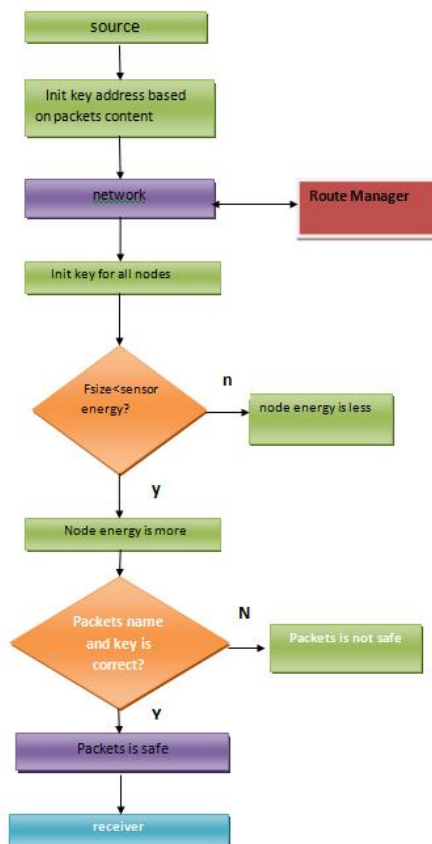 source
Init key address based
on packets content
network
Route Manager
Init key for all nodes
Fsize<sensor
energy?
n
node energy is less
y
Node energy is more
Packets name
and key is
correct?
N
Packets is not safe
Y
Packets is safe
receiver